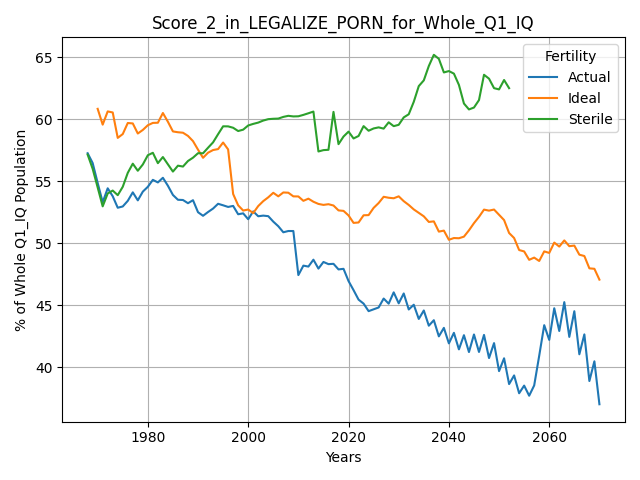 Score_2_in_LEGALIZE_PORN_for_Whole_Q1_IQ
% of Whole Q1_IQ Population
65
60
55
50
45
40
Fertility
Actual
Ideal
Sterile
1980
2000
2020
2040
2060
Years